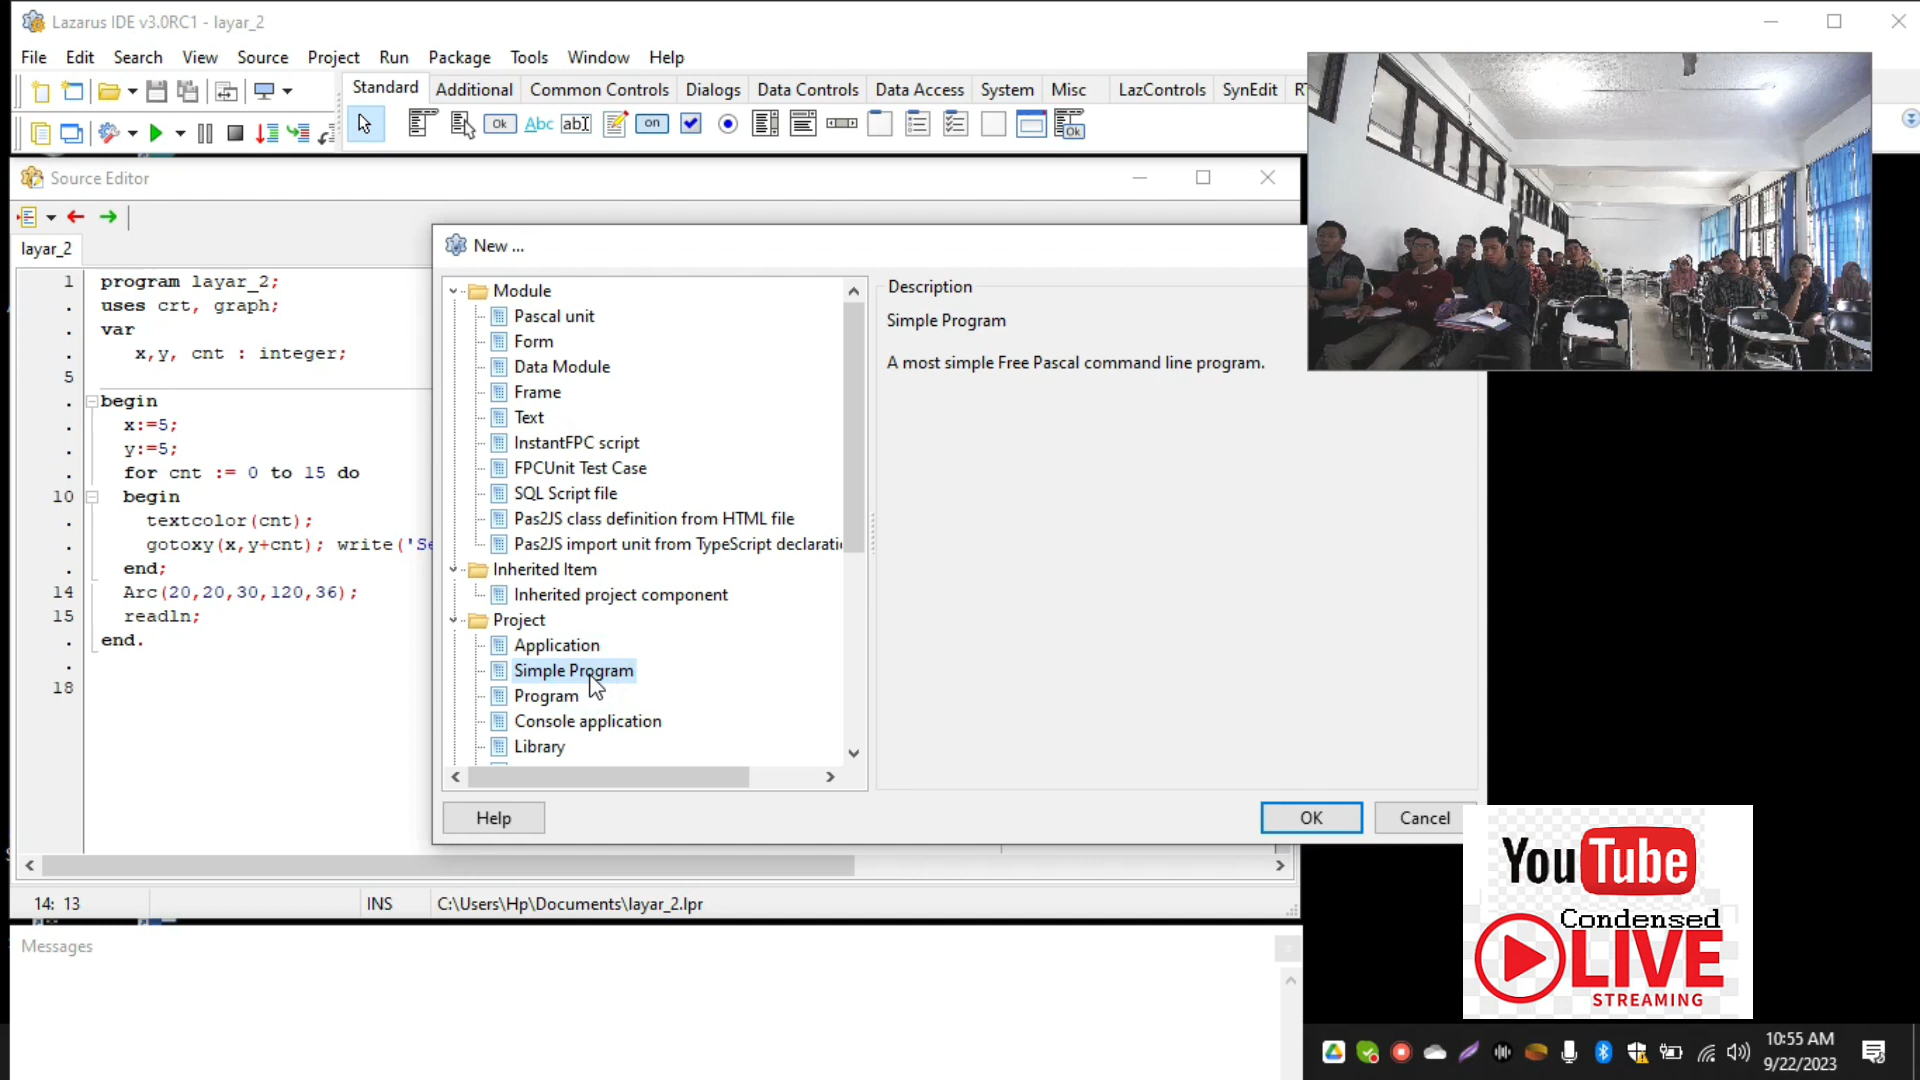 Lazarus IDE v3.0RC1 - layar_2
File Edit Search View Source Project Run Package Tools Window Help
Standard Additional Common Controls Dialogs Data Controls Data Access System Misc LazControls SynEdit
Ok Abc ab on Ok
Source Editor
layar_2
1 program layar_2;
. uses crt, graph;
. var
. x,y, cnt : integer;
5
. begin
. x:=5;
. y:=5;
. for cnt := 0 to 15 do
10 begin
. textcolor(cnt);
. gotoxy(x,y+cnt); write('Se
. end;
14 Arc(20,20,30,120,36);
15 readln;
. end.
.
18
New ...
Module
Pascal unit
Form
Data Module
Frame
Text
InstantFPC script
FPCUnit Test Case
SQL Script file
Pas2JS class definition from HTML file
Pas2JS import unit from TypeScript declarati
Inherited Item
Inherited project component
Project
Application
Simple Program
Program
Console application
Library
Description
Simple Program
A most simple Free Pascal command line program.
Help OK Cancel
14: 13 INS C:\Users\Hp\Documents\layar_2.lpr
Messages
YouTube
Condensed
LIVE
STREAMING
10:55 AM
9/22/2023